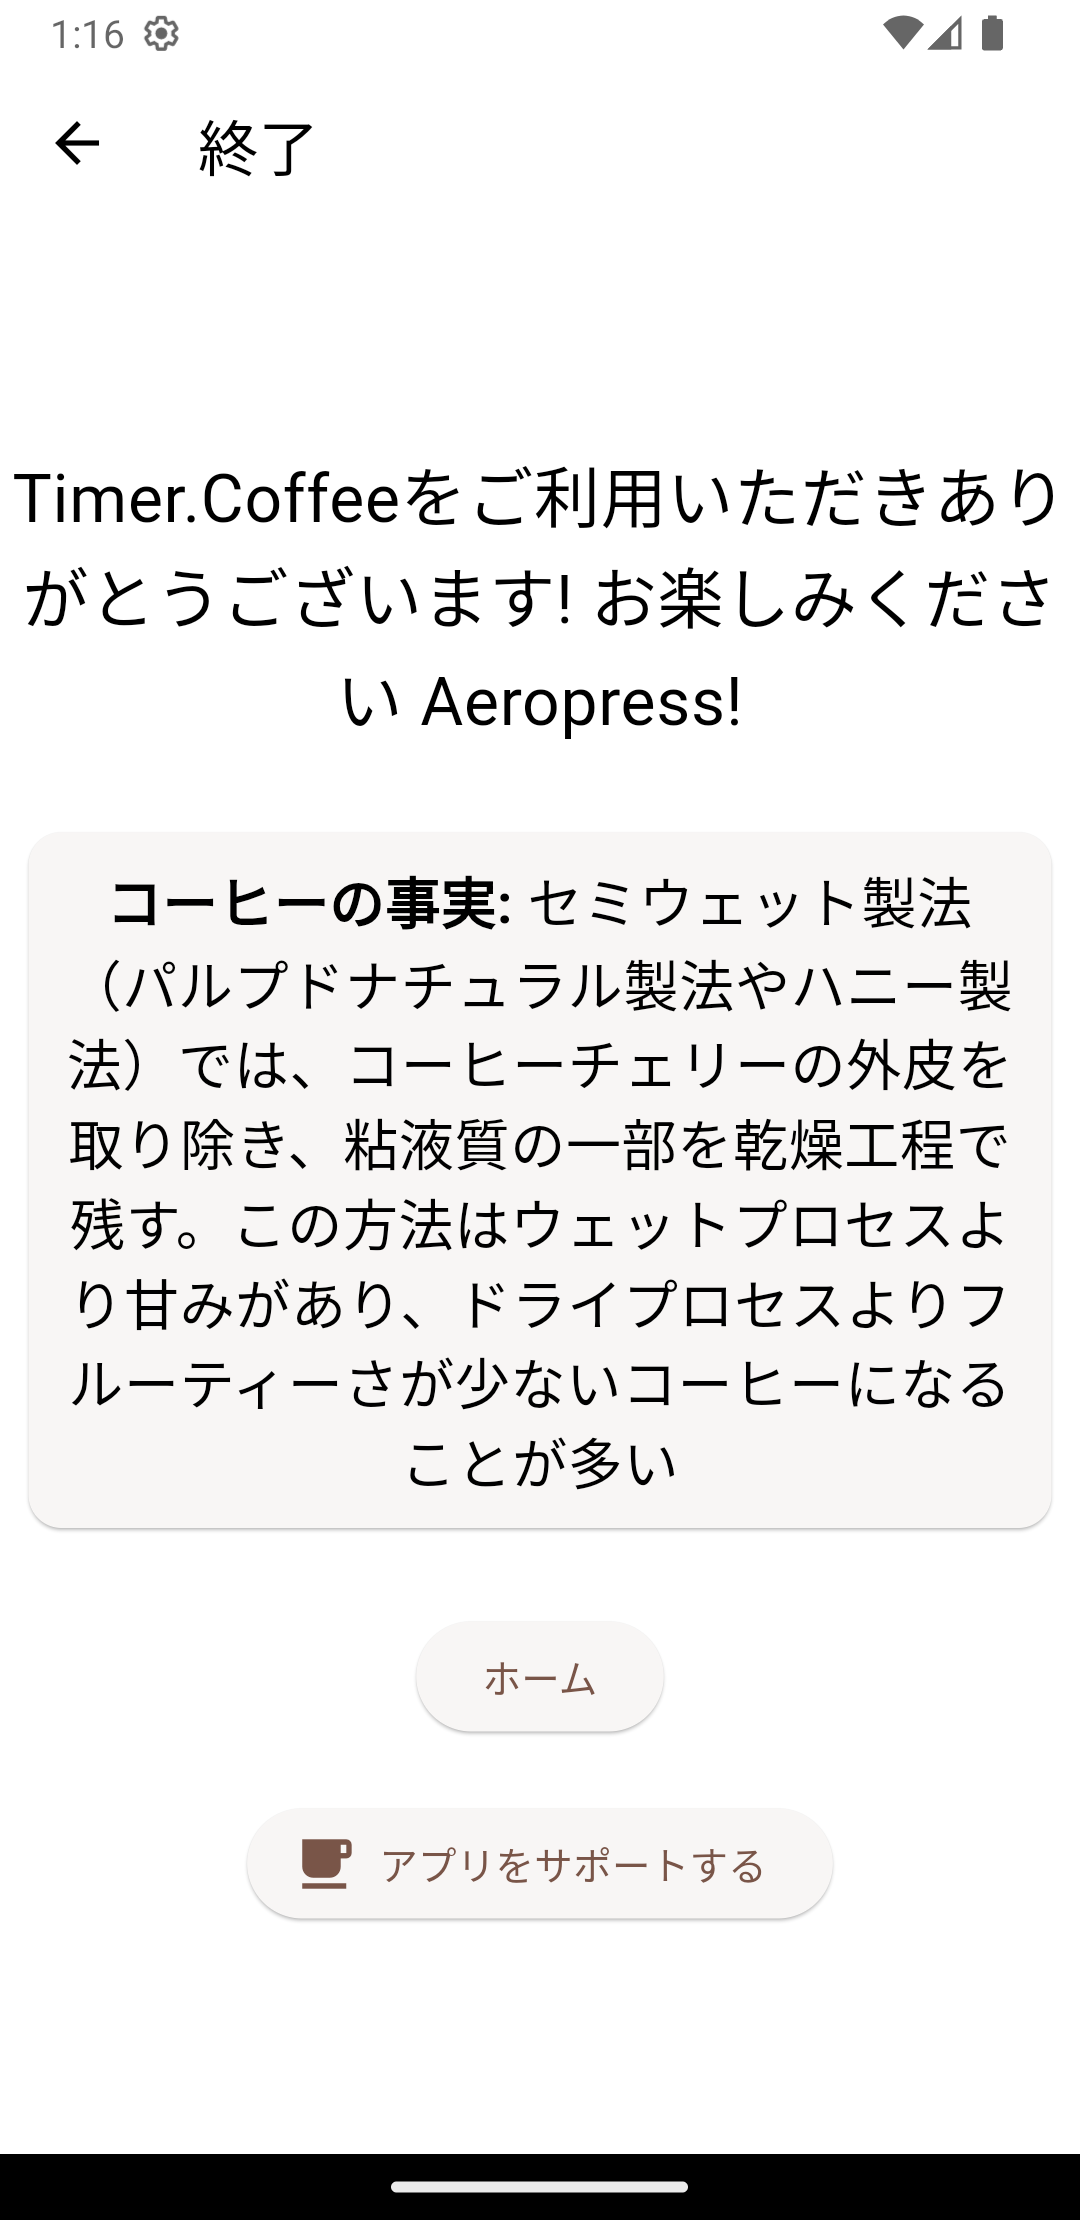 1:16
終了
Timer.Coffeeをご利用いただきあり
がとうございます! お楽しみくださ
い Aeropress!
コーヒーの事実: セミウェット製法
（パルプドナチュラル製法やハニー製
法）では、コーヒーチェリーの外皮を
取り除き、粘液質の一部を乾燥工程で
残す。この方法はウェットプロセスよ
り甘みがあり、ドライプロセスよりフ
ルーティーさが少ないコーヒーになる
ことが多い
ホーム
アプリをサポートする